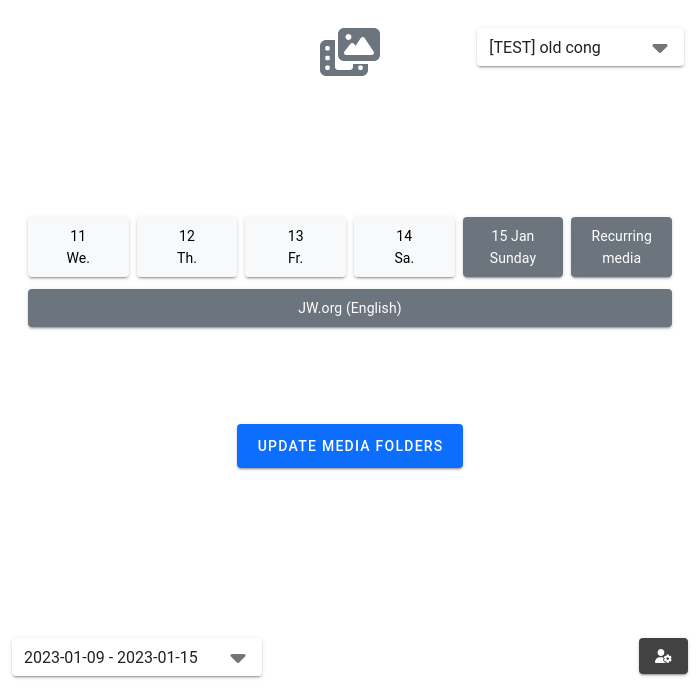 [TEST] old cong
11
We.
12
Th.
13
Fr.
14
Sa.
15 Jan
Sunday
Recurring
media
JW.org (English)
UPDATE MEDIA FOLDERS
2023-01-09 - 2023-01-15